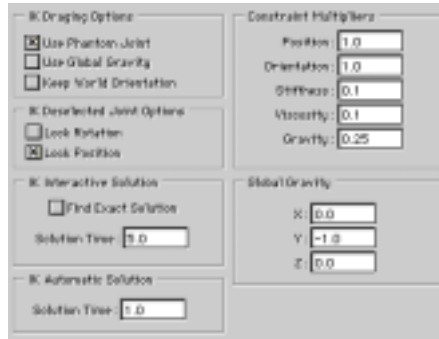 IK Draging Options
Use Phantom Joint
Use Global Gravity
Keep World Orientation
IK Deselected Joint Options
Lock Rotation
Lock Position
IK Interactive Solution
Find Exact Solution
Solution Time: 5.0
IK Automatic Solution
Solution Time: 1.0
Constraint Multipliers
Position: 1.0
Orientation: 1.0
Stiffness: 0.1
Viscosity: 0.1
Gravity: 0.25
Global Gravity
X: 0.0
Y: -1.0
Z: 0.0